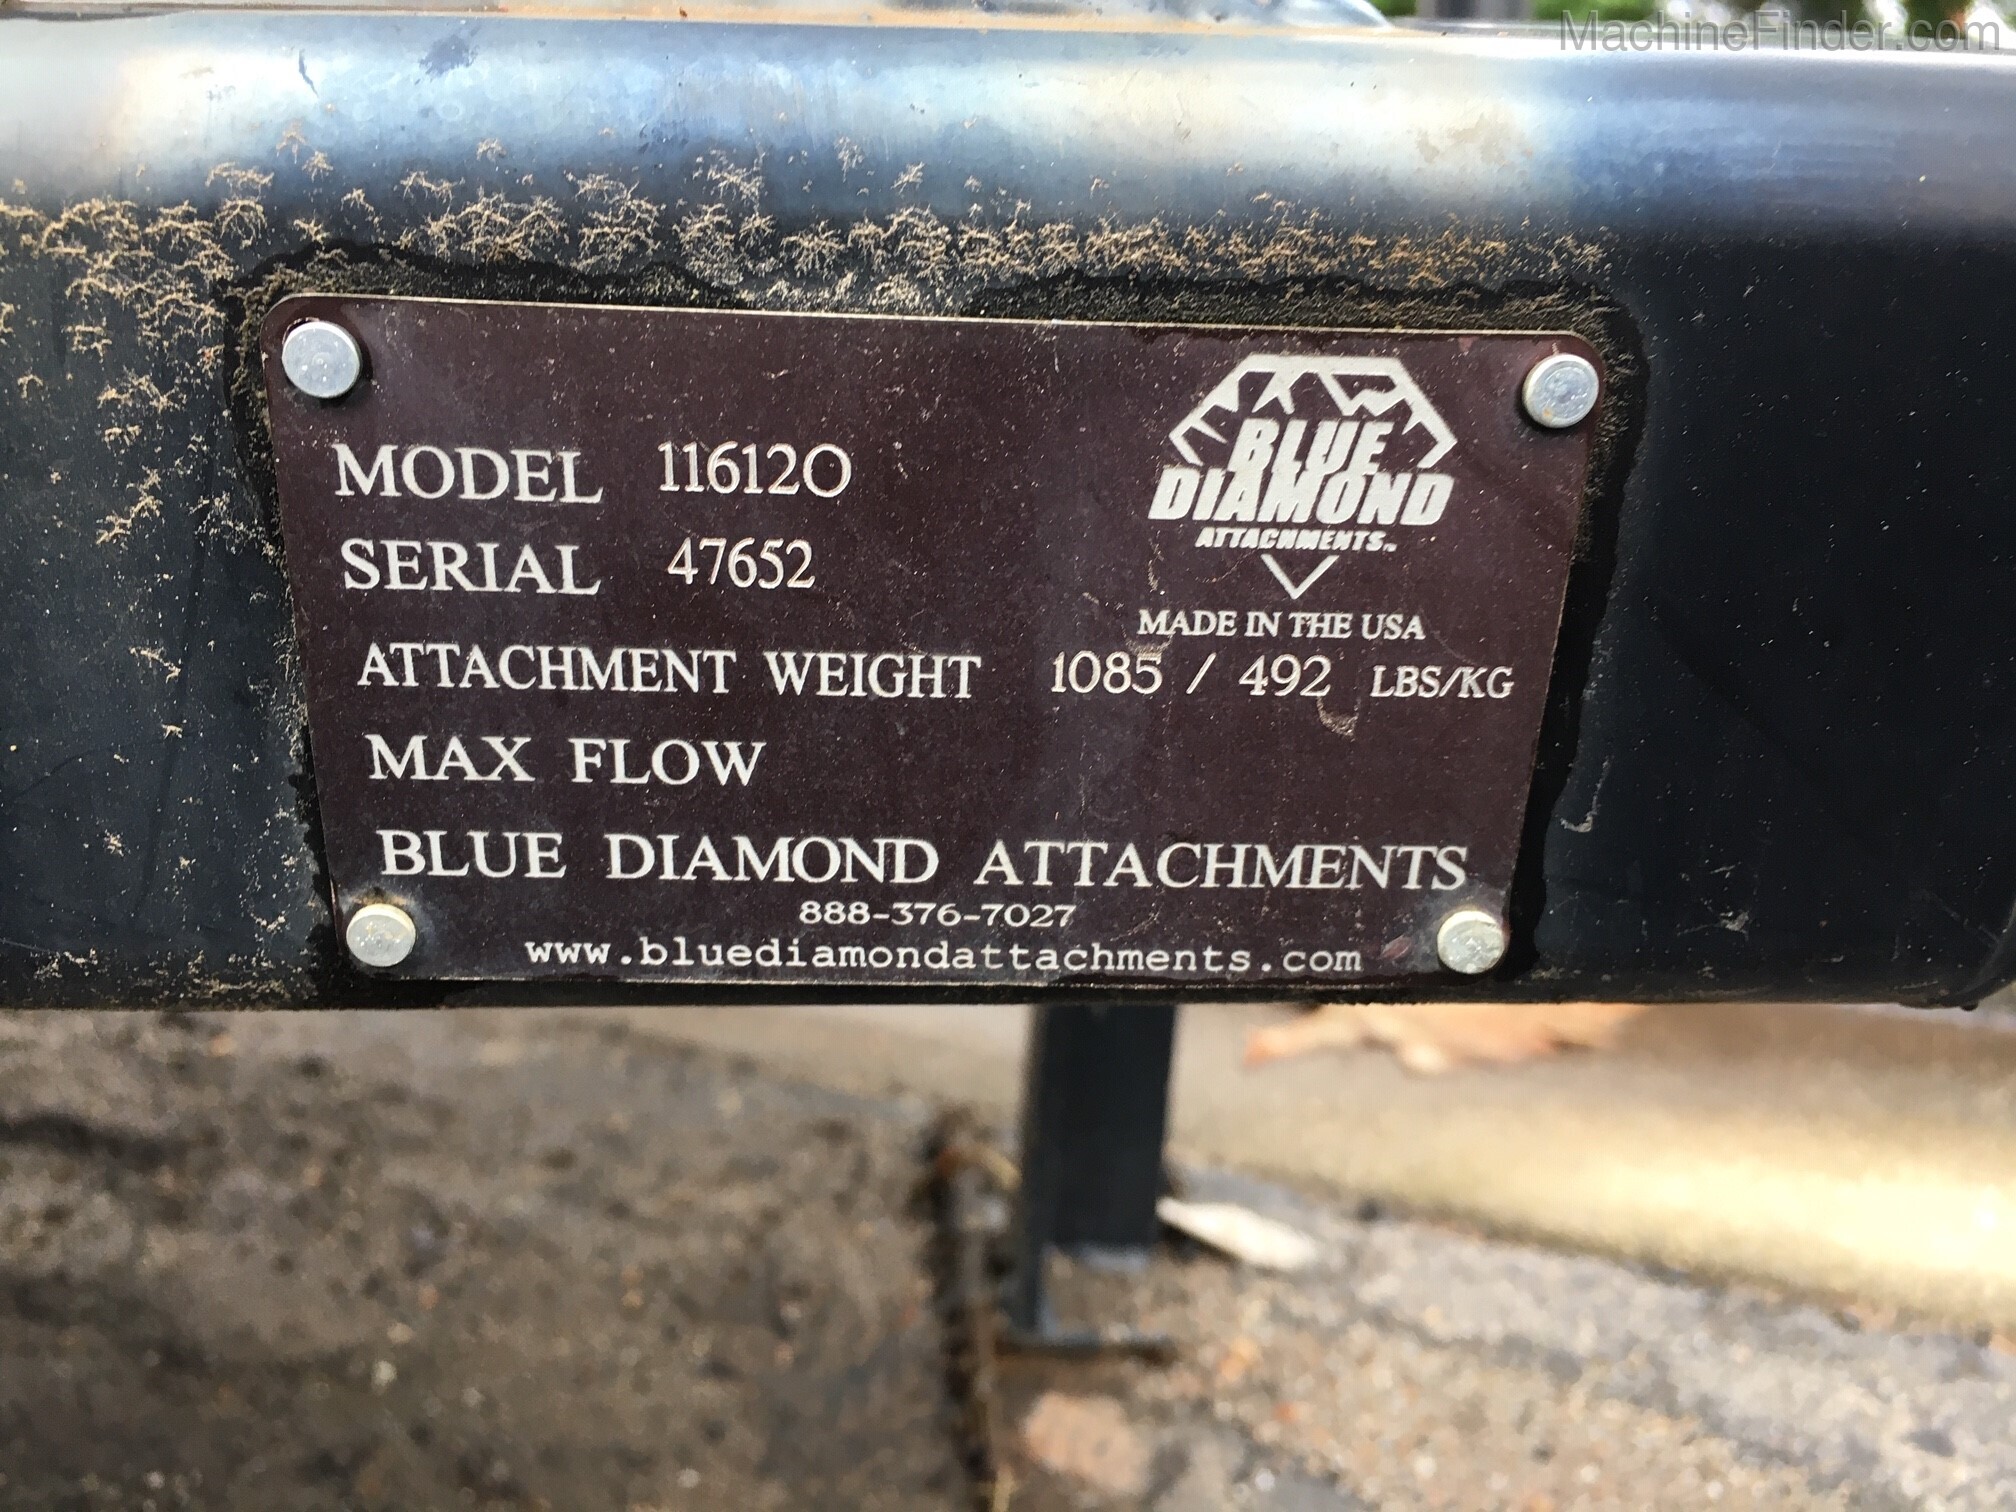 MachineFinder.com
BLUE
DIAMOND
ATTACHMENTS™
MADE IN THE USA
MODEL 116120
SERIAL 47652
ATTACHMENT WEIGHT 1085 / 492 LBS/KG
MAX FLOW
BLUE DIAMOND ATTACHMENTS
888-376-7027
www.bluediamondattachments.com